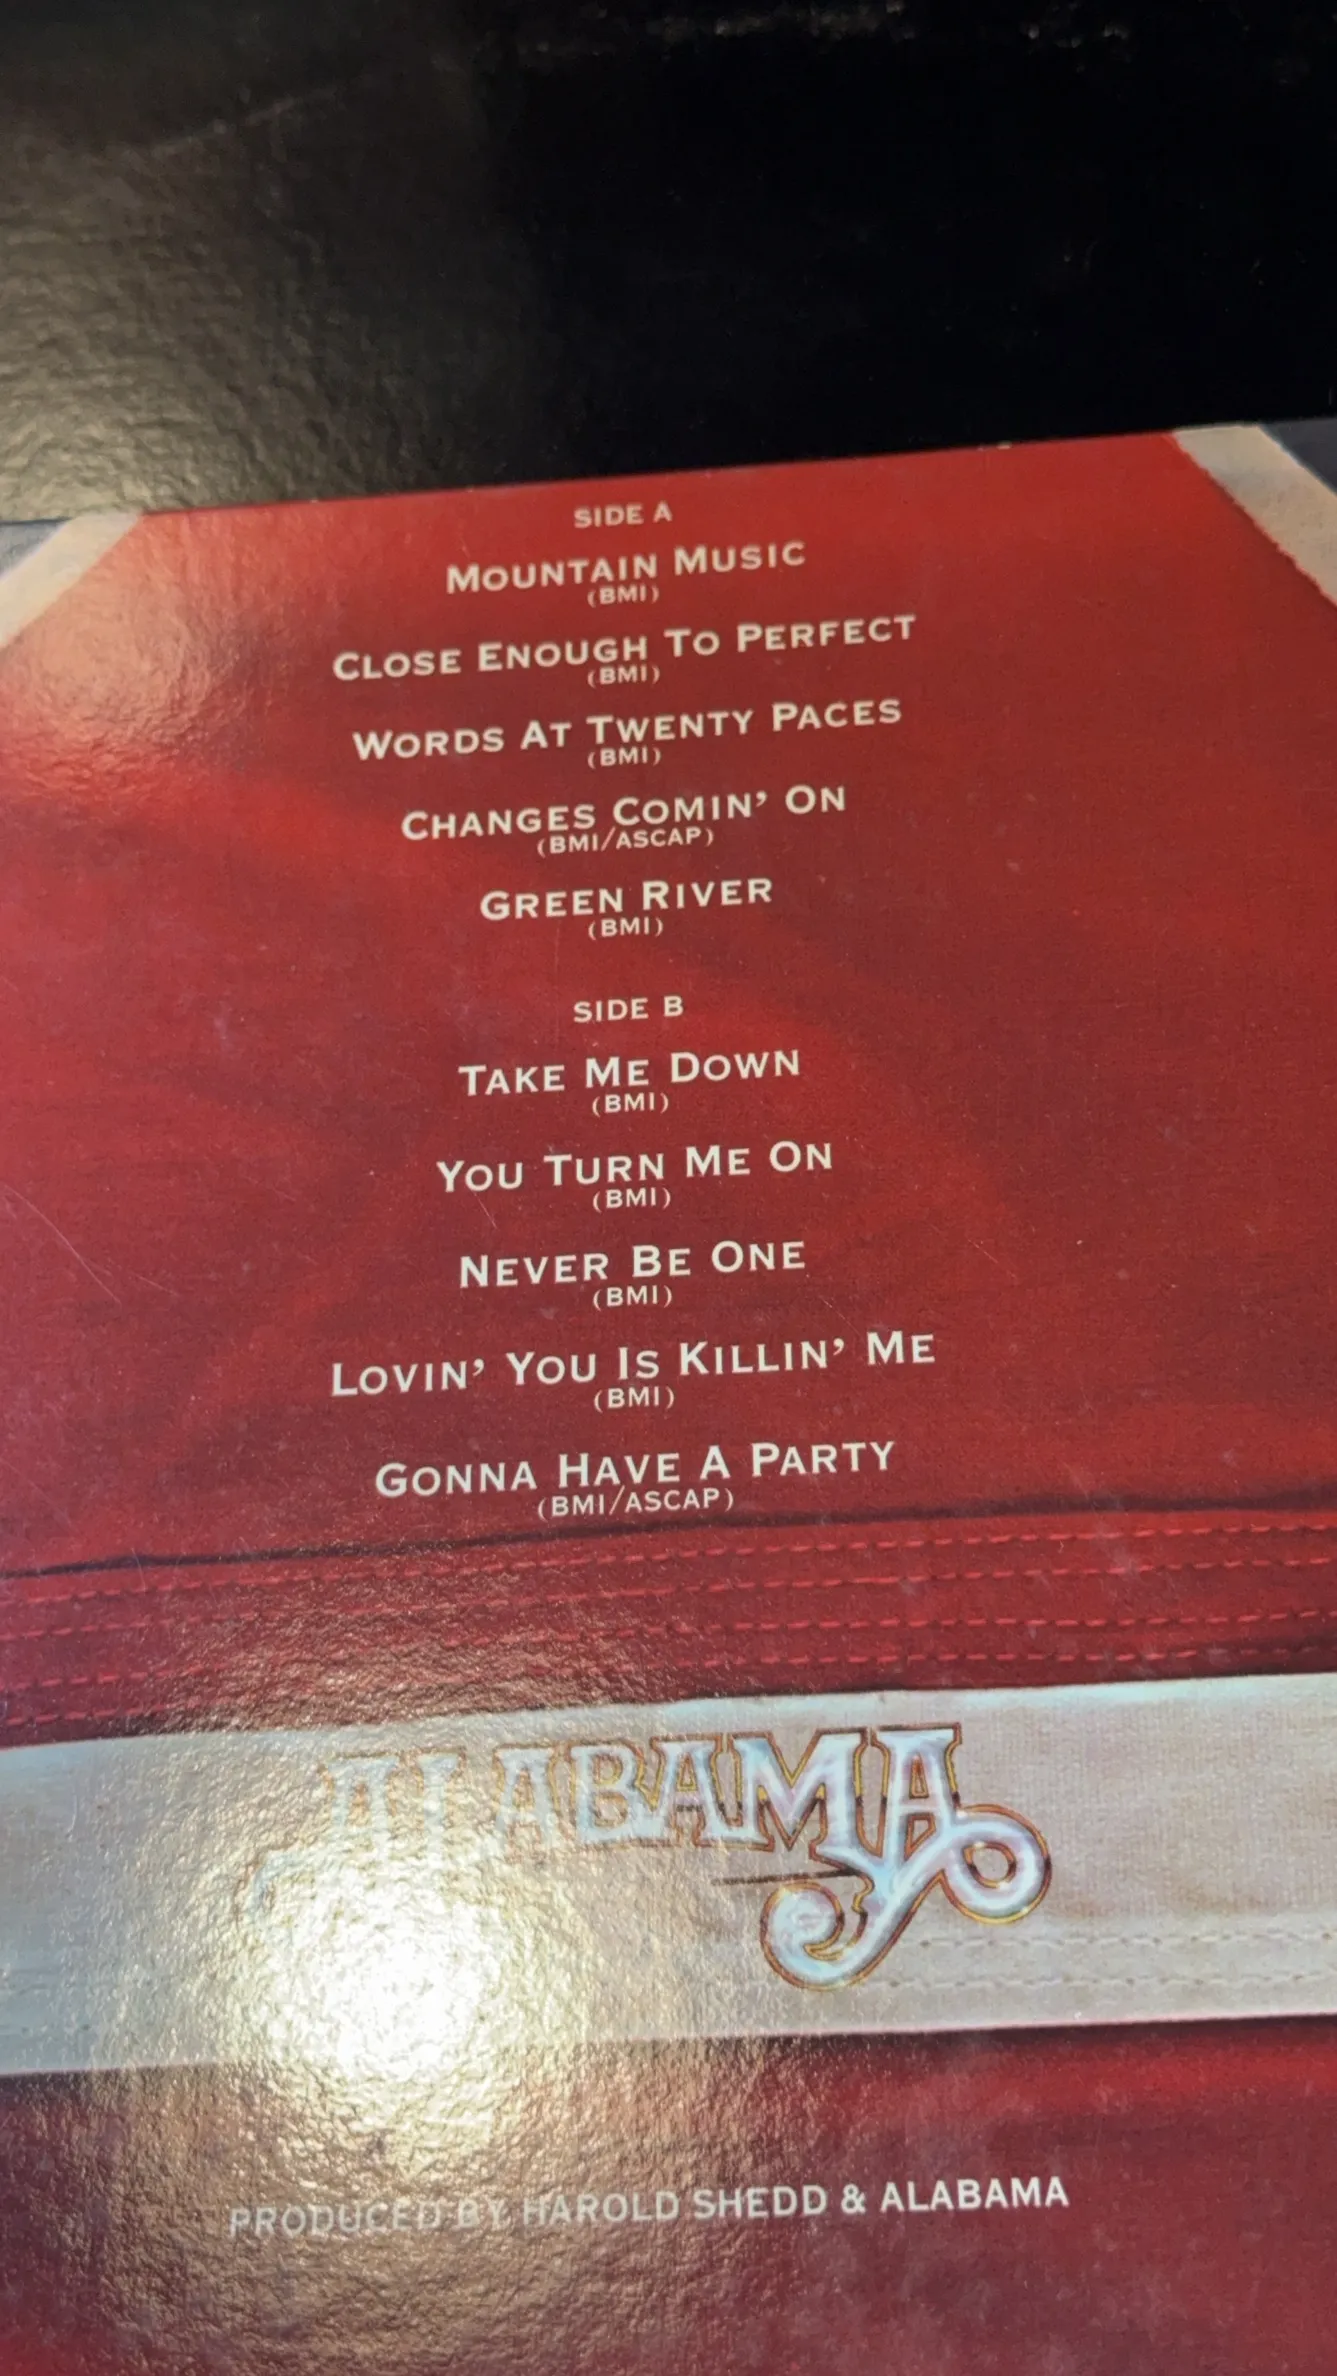 SIDE A
MOUNTAIN MUSIC
(BMI)
CLOSE ENOUGH TO PERFECT
(BMI)
WORDS AT TWENTY PACES
(BMI)
CHANGES COMIN' ON
(BMI/ASCAP)
GREEN RIVER
(BMI)
SIDE B
TAKE ME DOWN
(BMI)
YOU TURN ME ON
(BMI)
NEVER BE ONE
(BMI)
LOVIN' YOU IS KILLIN' ME
(BMI)
GONNA HAVE A PARTY
(BMI/ASCAP)
ALABAMA
PRODUCED BY HAROLD SHEDD & ALABAMA